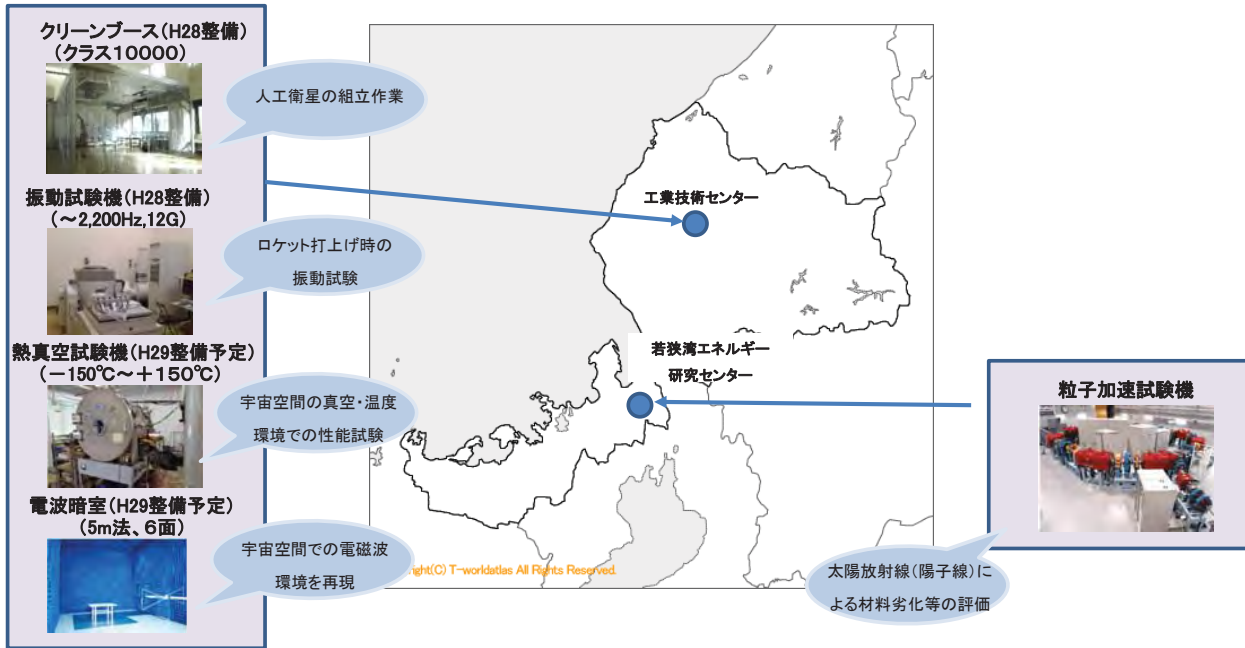 クリーンブース(H28整備)
(クラス10000)
人工衛星の組立作業
振動試験機(H28整備)
(～2,200Hz,12G)
ロケット打上げ時の
振動試験
熱真空試験機(H29整備予定)
(－150℃～＋150℃)
宇宙空間の真空・温度
環境での性能試験
電波暗室(H29整備予定)
(5m法、6面)
宇宙空間での電磁波
環境を再現
工業技術センター
若狭湾エネルギー
研究センター
粒子加速試験機
太陽放射線(陽子線)に
よる材料劣化等の評価
ght(C) T-worldatlas All Rights Reserved.